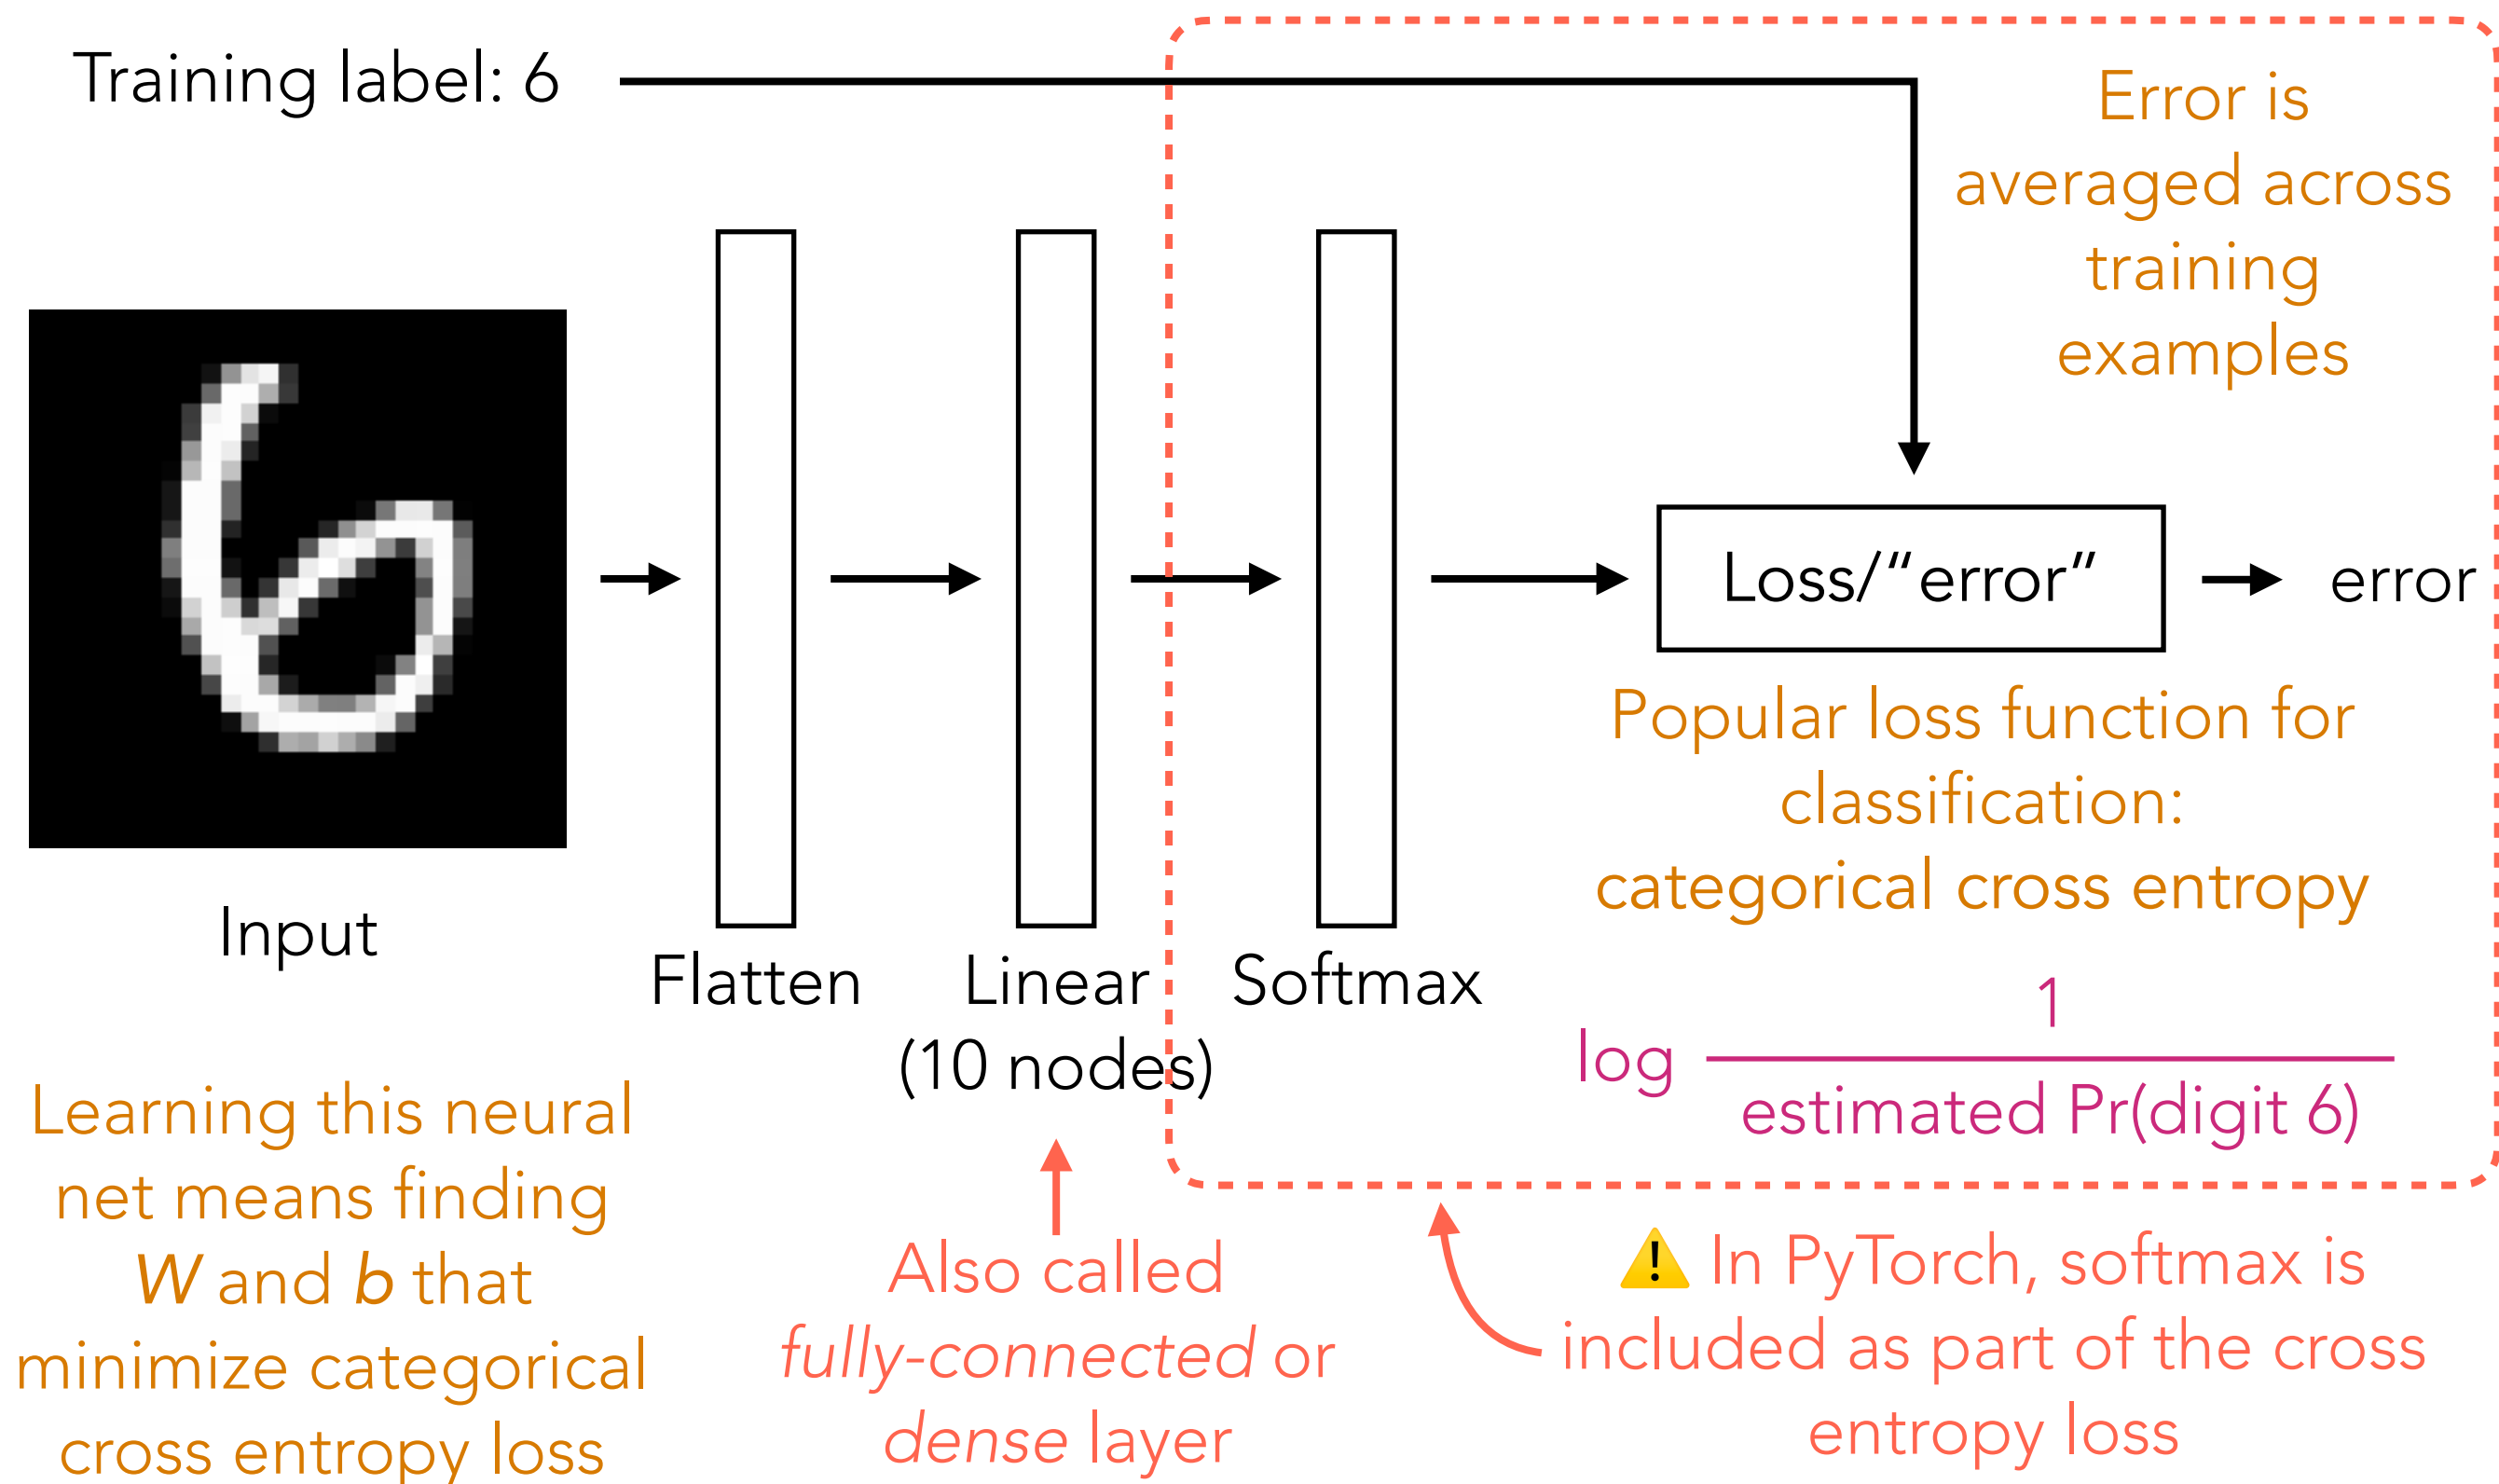 Training label: 6
Error is
averaged across
training
examples
Loss/“error”
error
Popular loss function for
classification:
categorical cross entropy
log
1
estimated Pr(digit 6)
Input
Flatten
Linear
(10 nodes)
Softmax
Learning this neural
net means finding
W and b that
minimize categorical
cross entropy loss
Also called
fully-connected or
dense layer
⚠️ In PyTorch, softmax is
included as part of the cross
entropy loss